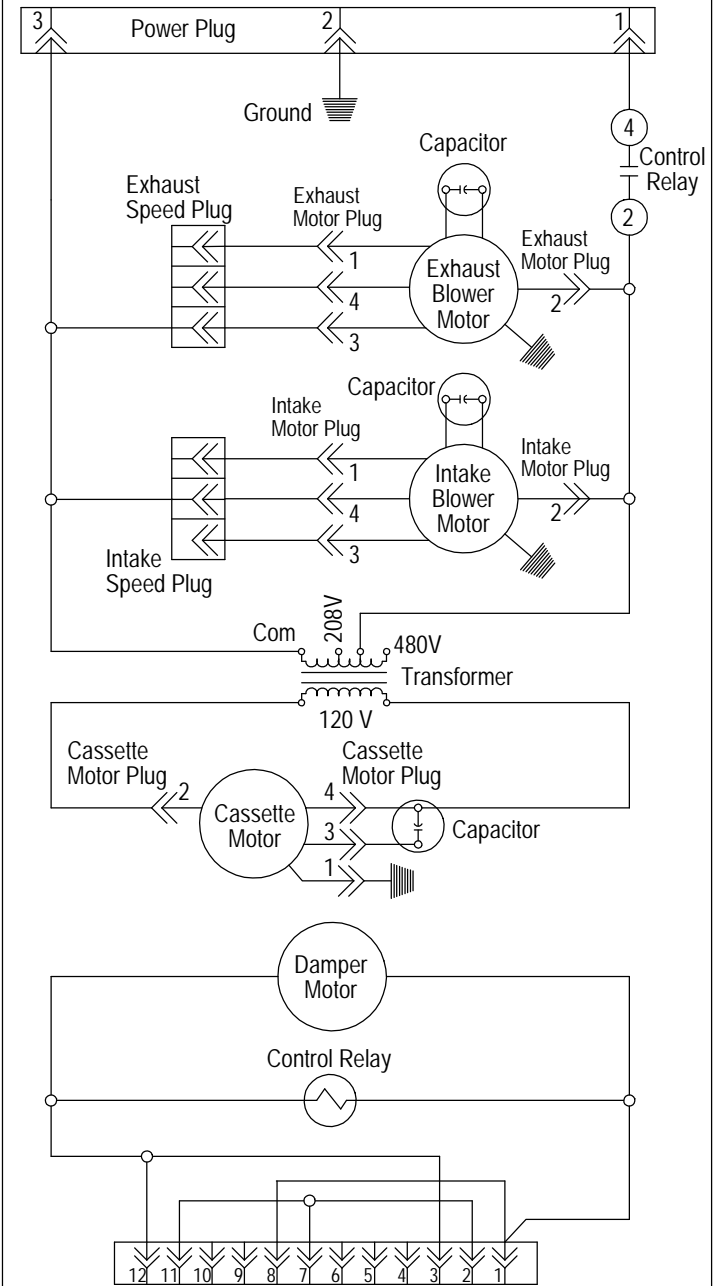 3
Power Plug
2
1
Ground
4
Control
Relay
2
Capacitor
Exhaust
Speed Plug
Exhaust
Motor Plug
1
4
3
Exhaust
Blower
Motor
Exhaust
Motor Plug
2
Capacitor
Intake
Motor Plug
1
4
3
Intake
Blower
Motor
Intake
Motor Plug
2
Intake
Speed Plug
Com
208V
480V
Transformer
120 V
Cassette
Motor Plug
2
Cassette
Motor
Cassette
Motor Plug
4
3
1
Capacitor
Damper
Motor
Control Relay
12 11 10 9 8 7 6 5 4 3 2 1